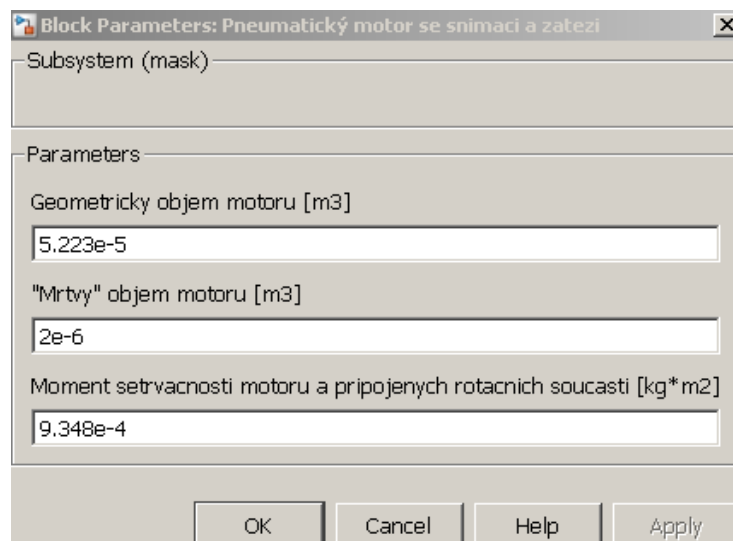 Block Parameters: Pneumatický motor se snimaci a zatezi
Subsystem (mask)
Parameters
Geometricky objem motoru [m3]
5.223e-5
"Mrtvy" objem motoru [m3]
2e-6
Moment setrvacnosti motoru a pripojenych rotacnich soucasti [kg*m2]
9.348e-4
OK Cancel Help Apply